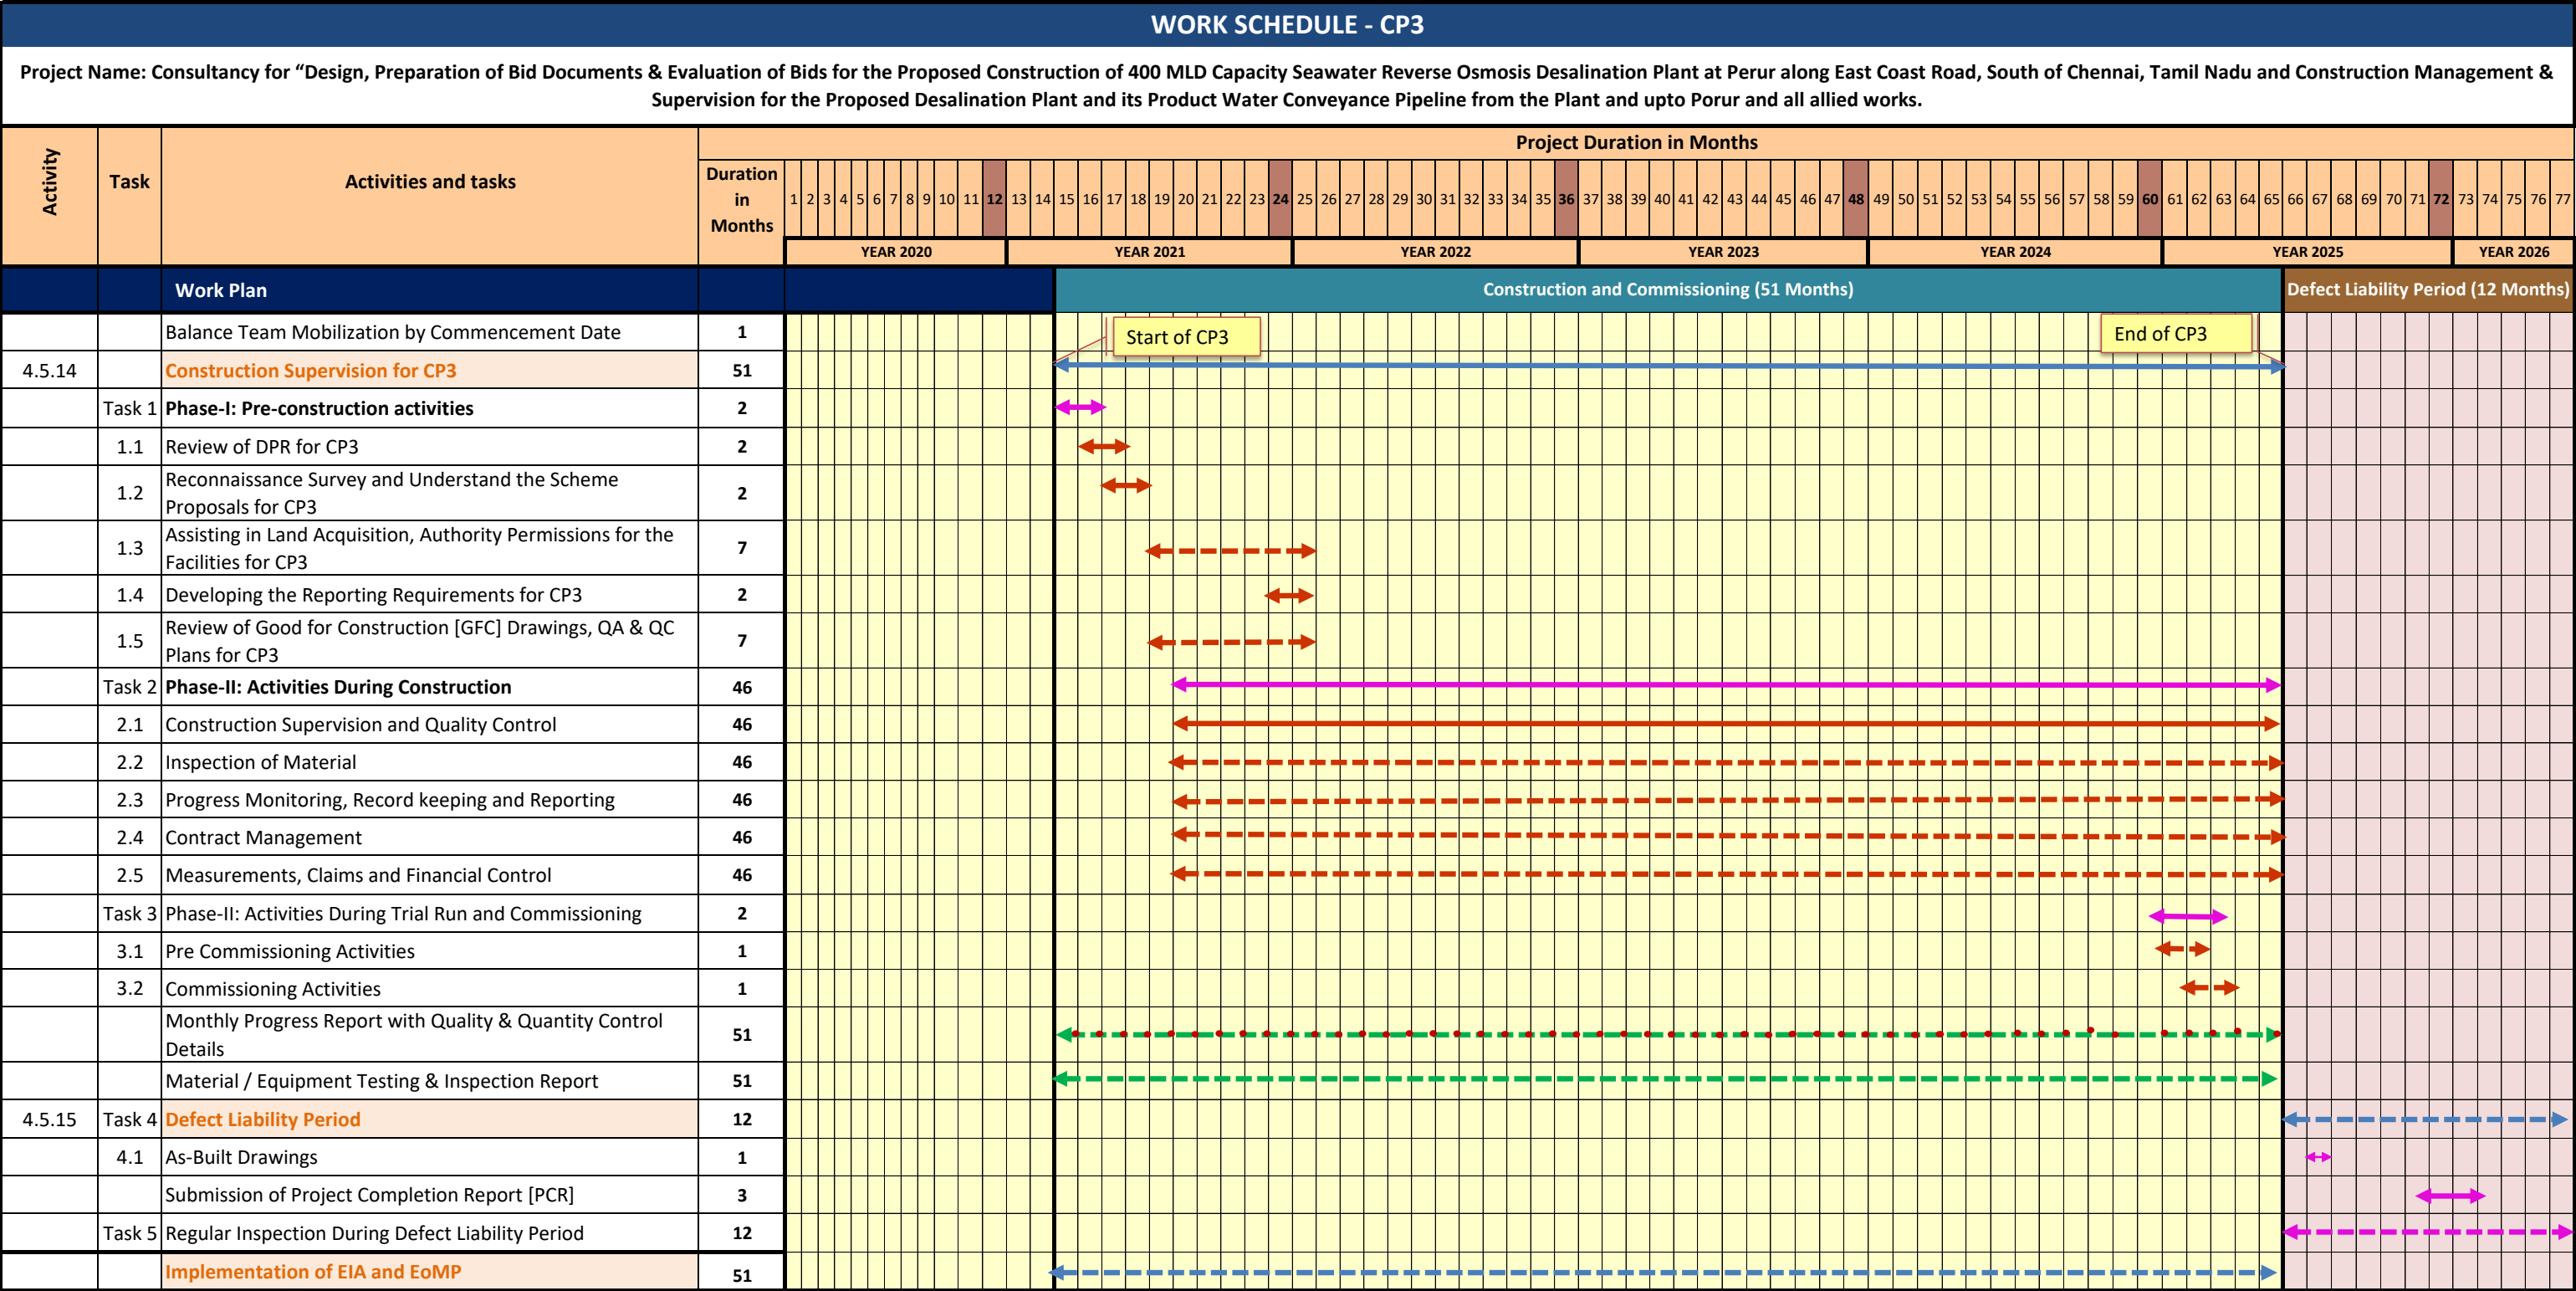 WORK SCHEDULE - CP3
Project Name: Consultancy for “Design, Preparation of Bid Documents & Evaluation of Bids for the Proposed Construction of 400 MLD Capacity Seawater Reverse Osmosis Desalination Plant at Perur along East Coast Road, South of Chennai, Tamil Nadu and Construction Management &
Supervision for the Proposed Desalination Plant and its Product Water Conveyance Pipeline from the Plant and upto Porur and all allied works.
Activity
Task
Activities and tasks
Duration
in
Months
Project Duration in Months
1 2 3 4 5 6 7 8 9 10 11 12 13 14 15 16 17 18 19 20 21 22 23 24 25 26 27 28 29 30 31 32 33 34 35 36 37 38 39 40 41 42 43 44 45 46 47 48 49 50 51 52 53 54 55 56 57 58 59 60 61 62 63 64 65 66 67 68 69 70 71 72 73 74 75 76 77
YEAR 2020 YEAR 2021 YEAR 2022 YEAR 2023 YEAR 2024 YEAR 2025 YEAR 2026
Work Plan Construction and Commissioning (51 Months) Defect Liability Period (12 Months)
Balance Team Mobilization by Commencement Date 1
Start of CP3
End of CP3
4.5.14 Construction Supervision for CP3 51
Task 1 Phase-I: Pre-construction activities 2
1.1 Review of DPR for CP3 2
1.2 Reconnaissance Survey and Understand the Scheme
Proposals for CP3 2
1.3 Assisting in Land Acquisition, Authority Permissions for the
Facilities for CP3 7
1.4 Developing the Reporting Requirements for CP3 2
1.5 Review of Good for Construction [GFC] Drawings, QA & QC
Plans for CP3 7
Task 2 Phase-II: Activities During Construction 46
2.1 Construction Supervision and Quality Control 46
2.2 Inspection of Material 46
2.3 Progress Monitoring, Record keeping and Reporting 46
2.4 Contract Management 46
2.5 Measurements, Claims and Financial Control 46
Task 3 Phase-II: Activities During Trial Run and Commissioning 2
3.1 Pre Commissioning Activities 1
3.2 Commissioning Activities 1
Monthly Progress Report with Quality & Quantity Control
Details 51
Material / Equipment Testing & Inspection Report 51
4.5.15 Task 4 Defect Liability Period 12
4.1 As-Built Drawings 1
Submission of Project Completion Report [PCR] 3
Task 5 Regular Inspection During Defect Liability Period 12
Implementation of EIA and EoMP 51